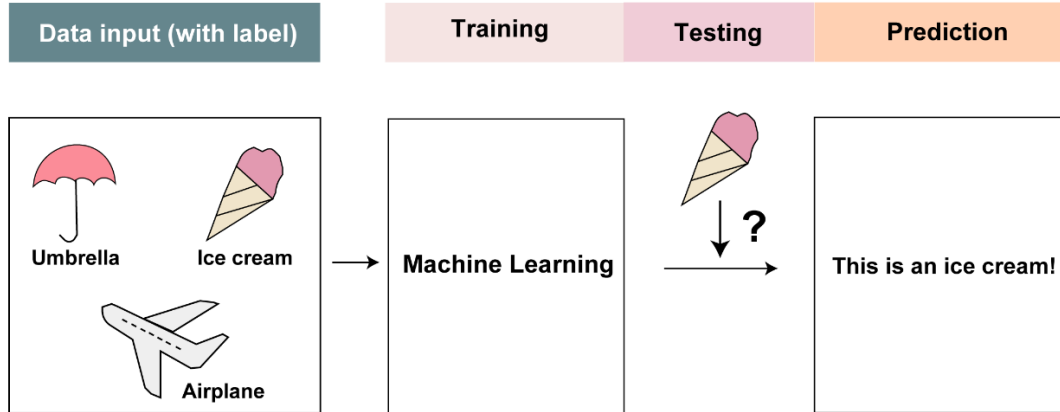 Data input (with label)
Training
Testing
Prediction
Umbrella
Ice cream
Airplane
Machine Learning
?
This is an ice cream!